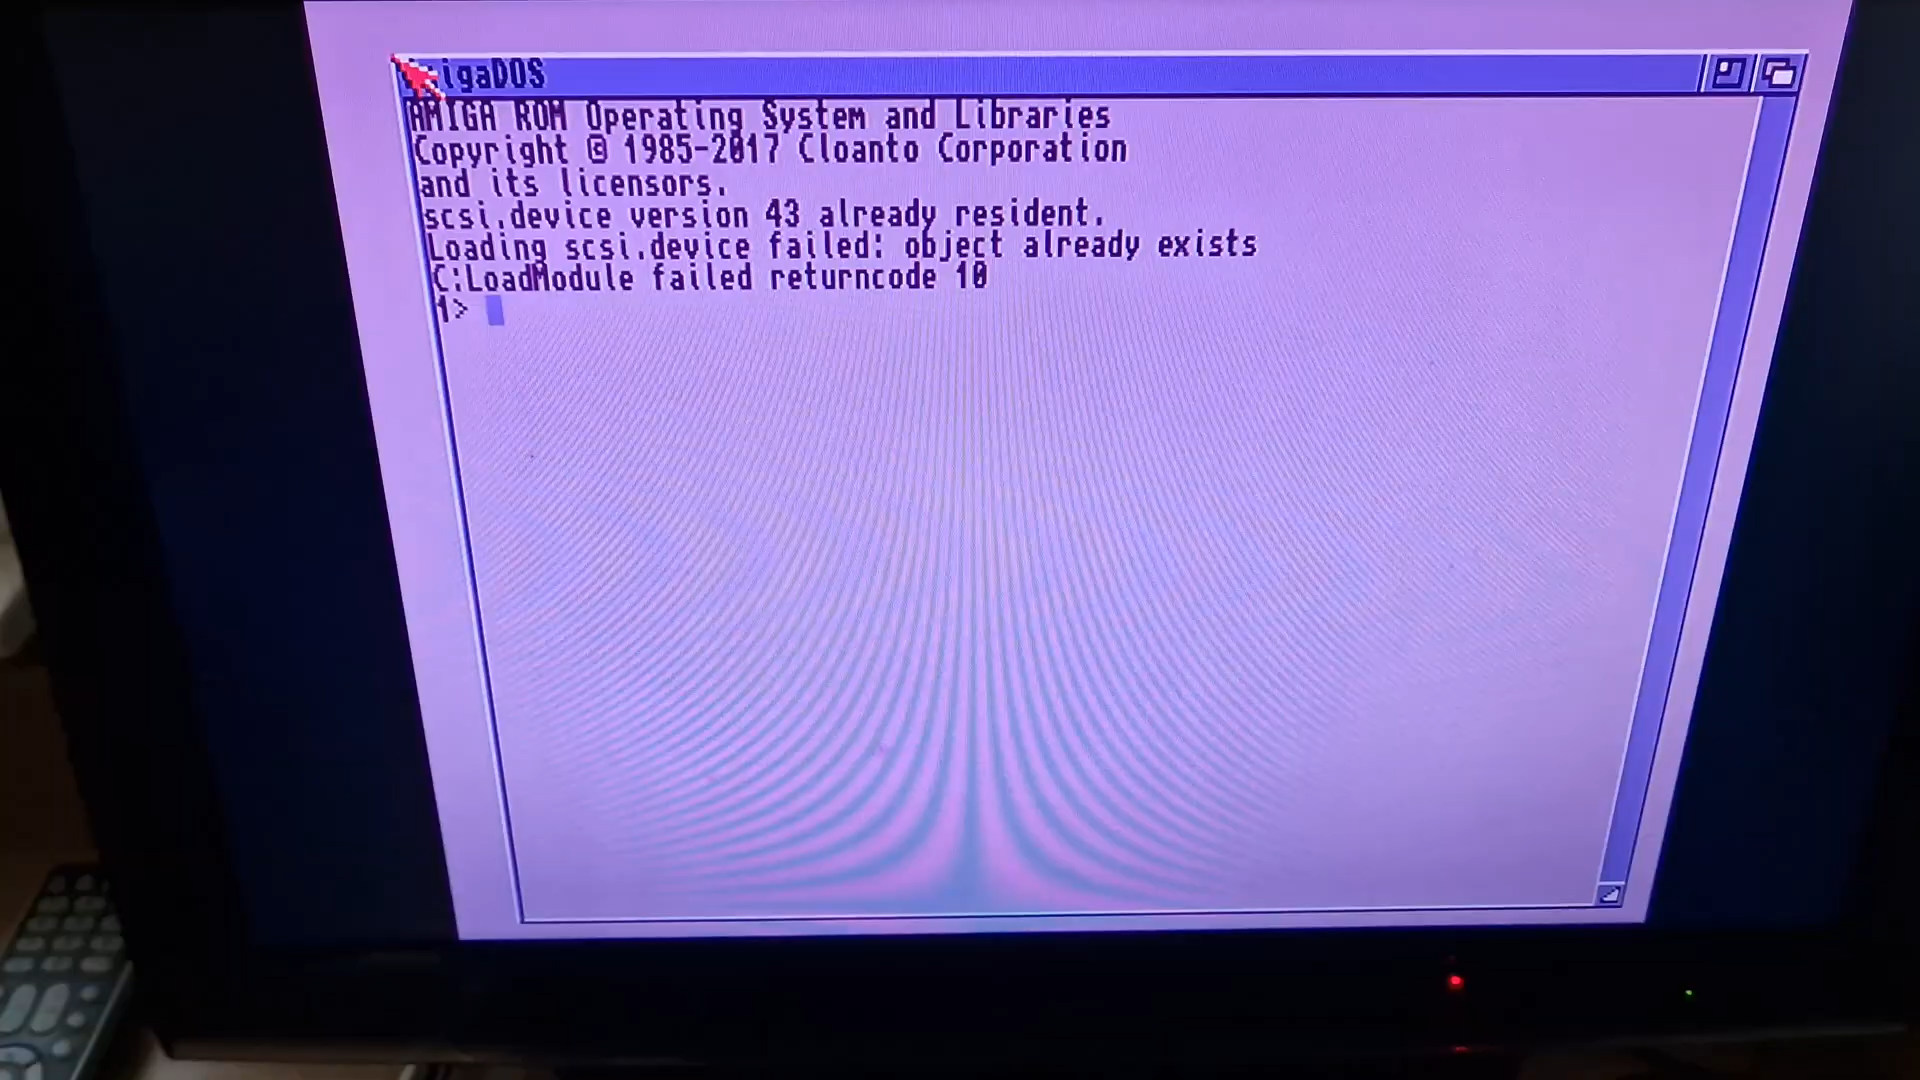 igaDOS
AMIGA ROM Operating System and Libraries
Copyright © 1985-2017 Cloanto Corporation
and its licensors.
scsi.device version 43 already resident.
Loading scsi.device failed: object already exists
C:LoadModule failed returncode 10
1>